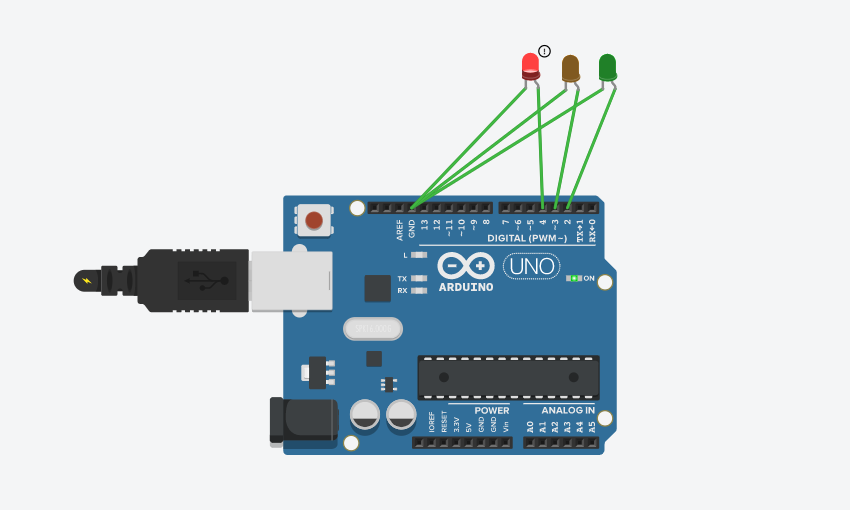 !
AREF
GND
13
12
~11
~10
~9
8
7
~6
~5
4
~3
2
TX→1
RX←0
DIGITAL (PWM~)
L
TX
RX
ARDUINO
UNO
ON
POWER
ANALOG IN
IOREF
RESET
3.3V
5V
GND
GND
Vin
A0
A1
A2
A3
A4
A5